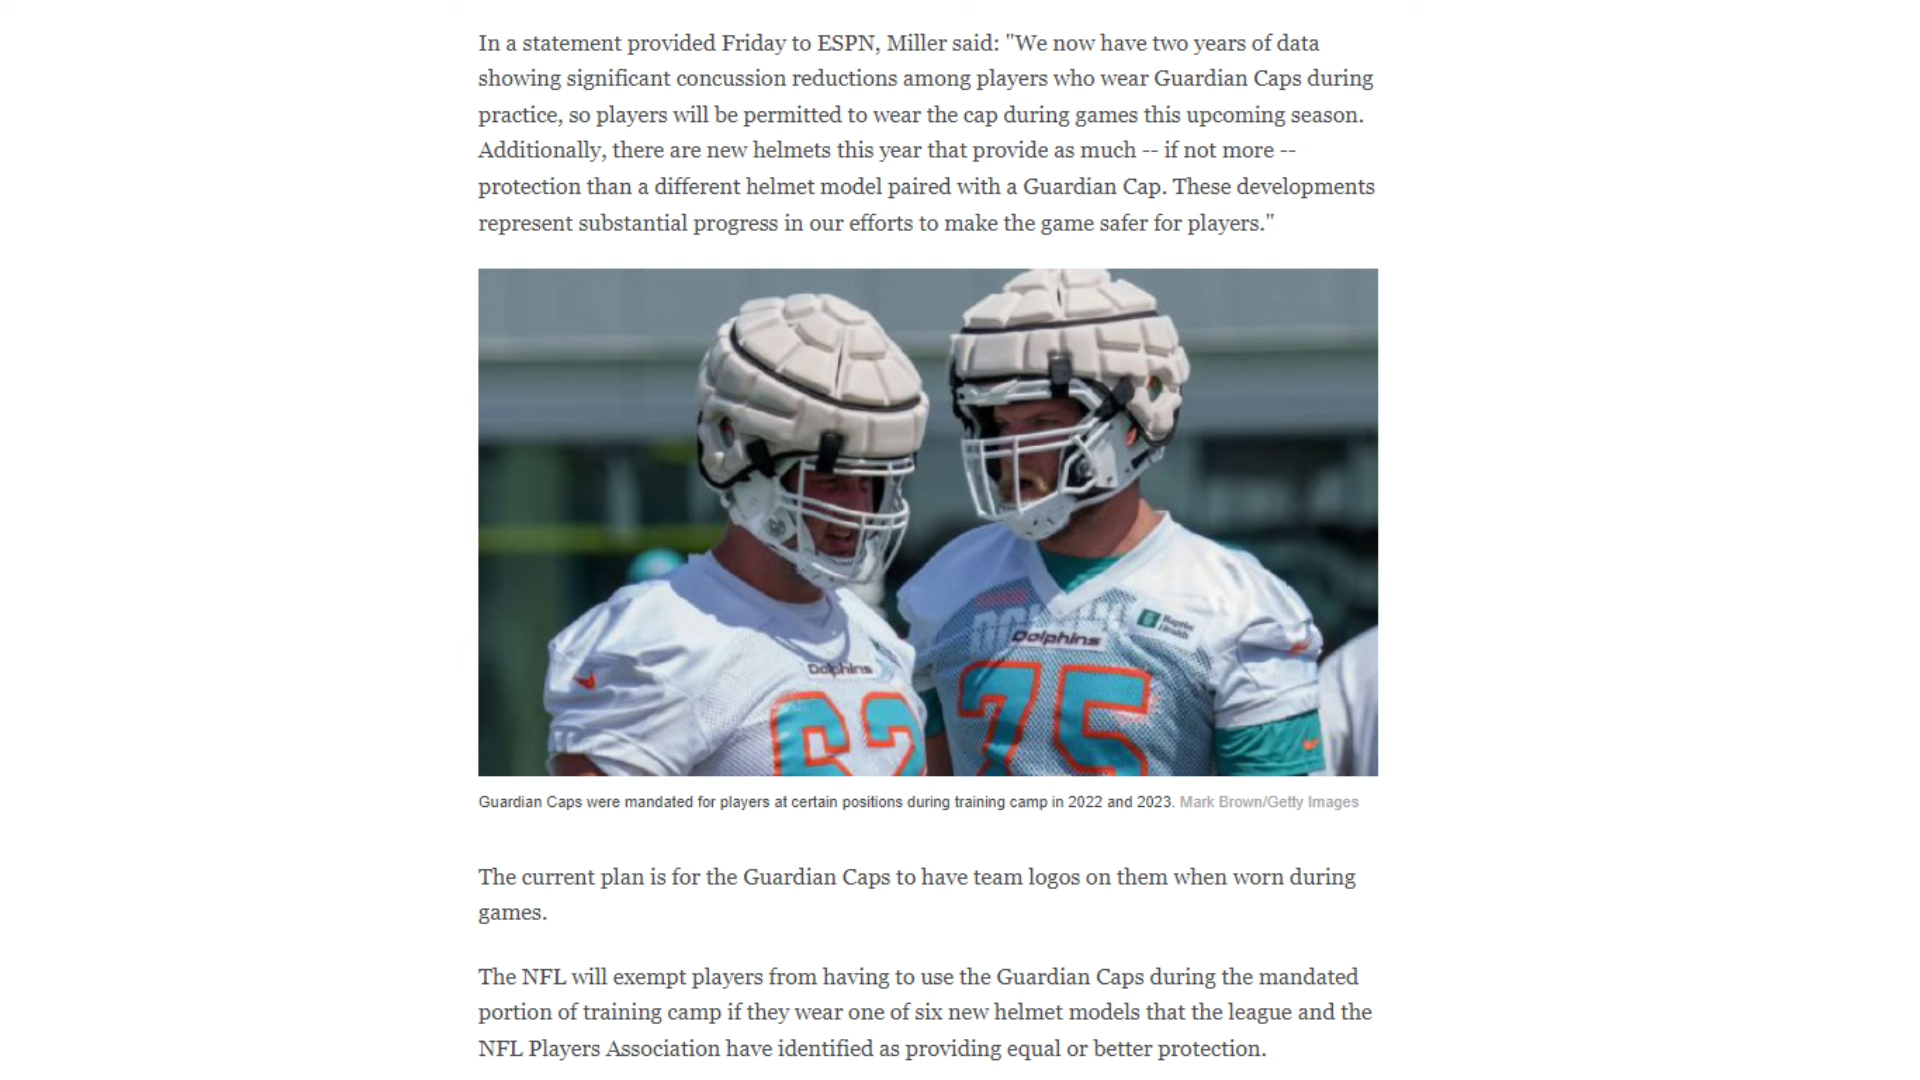 In a statement provided Friday to ESPN, Miller said: "We now have two years of data
showing significant concussion reductions among players who wear Guardian Caps during
practice, so players will be permitted to wear the cap during games this upcoming season.
Additionally, there are new helmets this year that provide as much -- if not more --
protection than a different helmet model paired with a Guardian Cap. These developments
represent substantial progress in our efforts to make the game safer for players."
Dolphins
62
Dolphins
Baptist
Health
75
Guardian Caps were mandated for players at certain positions during training camp in 2022 and 2023. Mark Brown/Getty Images
The current plan is for the Guardian Caps to have team logos on them when worn during
games.
The NFL will exempt players from having to use the Guardian Caps during the mandated
portion of training camp if they wear one of six new helmet models that the league and the
NFL Players Association have identified as providing equal or better protection.